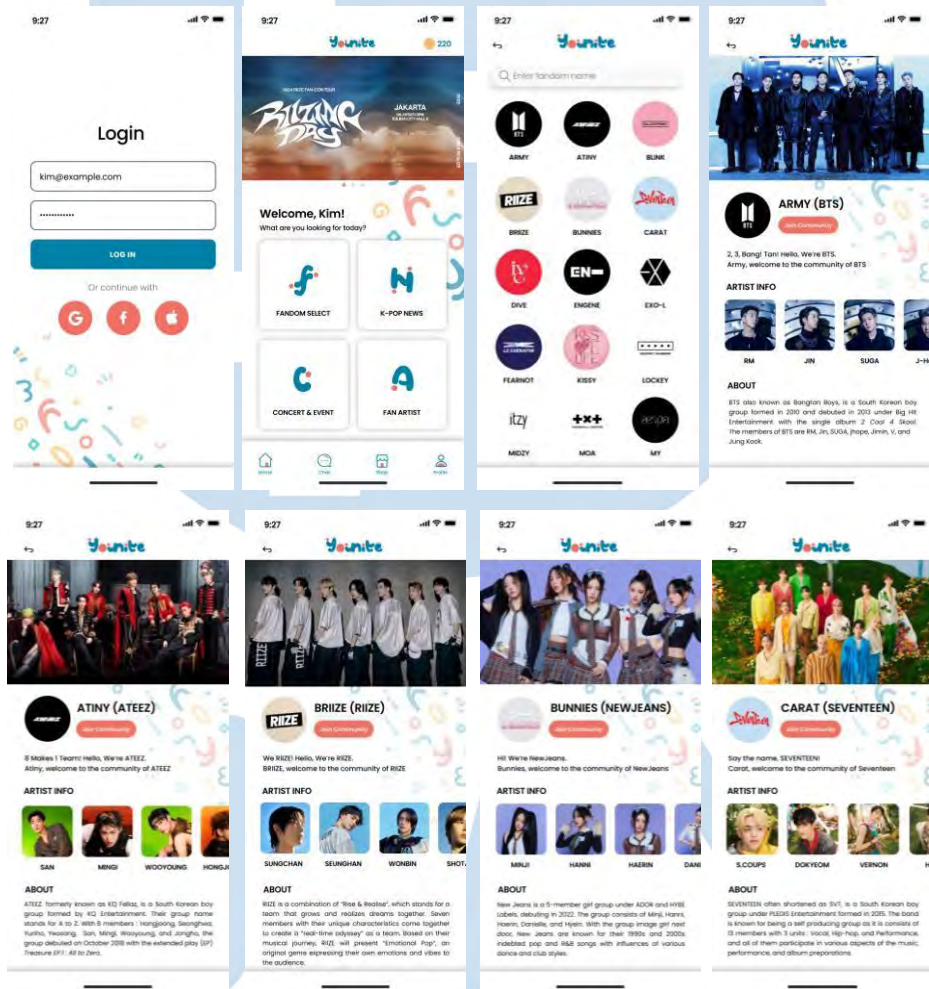 9:27
Login
kim@example.com
LOG IN
Or continue with
9:27
Younite
220
RIIZING DAY
JAKARTA
Welcome, Kim!
What are you looking for today?
FANDOM SELECT
K-POP NEWS
CONCERT & EVENT
FAN ARTIST
9:27
Younite
Enter fandom name
BTS
ARMY
ATINY
BLINK
RIIZE
Seventeen
BRIIZE
BUNNIES
CARAT
IVE
EN-
DIVE
ENGENE
EXO-L
FEARNOT
KISSY
LOCKEY
itzy
+x+
aespa
MIDZY
MOA
MY
9:27
Younite
BTS
ARMY (BTS)
Join Community
2, 3, Bang! Tan! Hello, We're BTS.
Army, welcome to the community of BTS
ARTIST INFO
RM
JIN
SUGA
J-H
ABOUT
BTS also known as Bangtan Boys, is a South Korean boy
group formed in 2010 and debuted in 2013 under Big Hit
Entertainment with the single album 2 Cool 4 Skool.
The members of BTS are RM, Jin, SUGA, jhope, Jimin, V, and
Jung Kook.
9:27
Younite
ATINY (ATEEZ)
Join Community
8 Makes 1 Team! Hello, We're ATEEZ.
Atiny, welcome to the community of ATEEZ
ARTIST INFO
SAN
MINGI
WOOYOUNG
HONGJ
ABOUT
ATEEZ, formerly known as KQ Fellaz, is a South Korean boy
group formed by KQ Entertainment. Their group name
stands for A to Z. With 8 members : Hongjoong, Seonghwa,
Yunho, Yeosang, San, Mingi, Wooyoung, and Jongho, the
group debuted on October 2018 with the extended play (EP)
Treasure EP.1 : All to Zero.
9:27
Younite
RIIZE
BRIIZE (RIIZE)
Join Community
We RIIZE! Hello, We're RIIZE.
BRIIZE, welcome to the community of RIIZE
ARTIST INFO
SUNGCHAN
SEUNGHAN
WONBIN
SHOT
ABOUT
RIIZE is a combination of "Rise & Realise", which stands for a
team that grows and realizes dreams together. Seven
members with their unique characteristics come together
to create a "real-time odyssey" as a team. Based on their
musical journey, RIIZE will present "Emotional Pop", an
original genre expressing their own emotions and vibes to
the audience.
9:27
Younite
BUNNIES (NEWJEANS)
Join Community
Hi! We're NewJeans.
Bunnies, welcome to the community of NewJeans
ARTIST INFO
MINJI
HANNI
HAERIN
DANI
ABOUT
New Jeans is a 5-member girl group under ADOR and HYBE
Labels, debuting in 2022. The group consists of Minji, Hanni,
Haerin, Danielle, and Hyein. With the group image girl next
door, New Jeans are known for their 1990s and 2000s
indebted pop and R&B songs with influences of various
dance and club styles.
9:27
Younite
Seventeen
CARAT (SEVENTEEN)
Join Community
Say the name, SEVENTEEN!
Carat, welcome to the community of Seventeen
ARTIST INFO
S.COUPS
DOKYEOM
VERNON
H
ABOUT
SEVENTEEN often shortened as SVT, is a South Korean boy
group under PLEDIS Entertainment formed in 2015. The band
is known for being a self producing group as it is consists of
13 members with 3 units : Vocal, Hip-hop, and Performance,
and all of them participate in various aspects of the music,
performance, and album preparations.